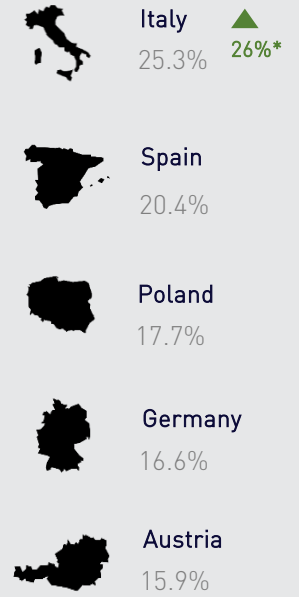 Italy
25.3%
26%*
Spain
20.4%
Poland
17.7%
Germany
16.6%
Austria
15.9%